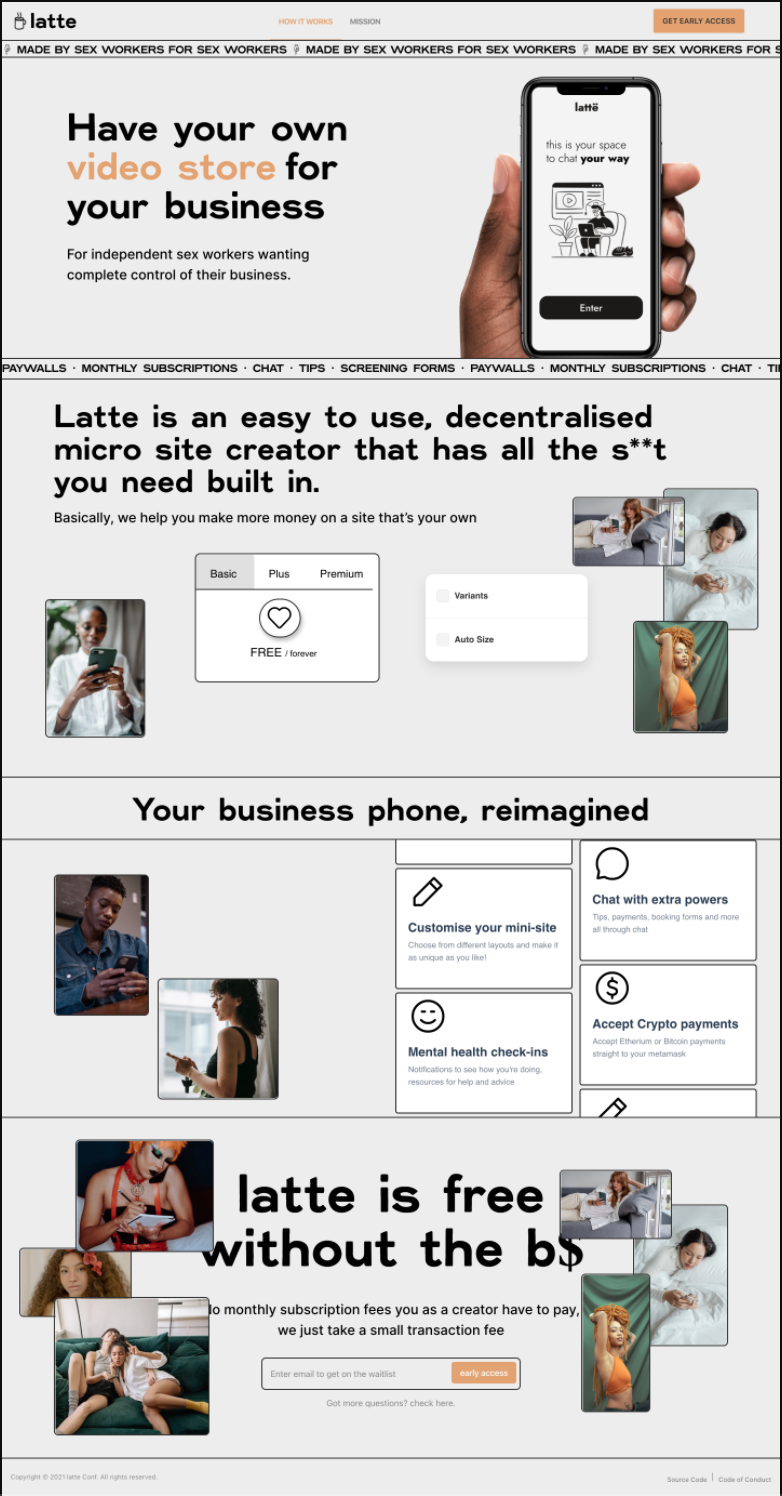 latte
HOW IT WORKS
MISSION
GET EARLY ACCESS
MADE BY SEX WORKERS FOR SEX WORKERS
MADE BY SEX WORKERS FOR SEX WORKERS
MADE BY SEX WORKERS FOR S
Have your own
video store for
your business
For independent sex workers wanting
complete control of their business.
lattë
this is your space
to chat your way
Enter
PAYWALLS · MONTHLY SUBSCRIPTIONS · CHAT · TIPS · SCREENING FORMS · PAYWALLS · MONTHLY SUBSCRIPTIONS · CHAT · TI
Latte is an easy to use, decentralised
micro site creator that has all the s**t
you need built in.
Basically, we help you make more money on a site that's your own
Basic
Plus
Premium
FREE / forever
Variants
Auto Size
Your business phone, reimagined
Customise your mini-site
Choose from different layouts and make it
as unique as you like!
Mental health check-ins
Notifications to see how you're doing,
resources for help and advice
Chat with extra powers
Tips, payments, booking forms and more
all through chat
Accept Crypto payments
Accept Etherium or Bitcoin payments
straight to your metamask
latte is free
without the b$
lo monthly subscription fees you as a creator have to pay,
we just take a small transaction fee
Enter email to get on the waitlist
early access
Got more questions? check here.
Copyright © 2021 latte Conf. All rights reserved.
Source Code
Code of Conduct